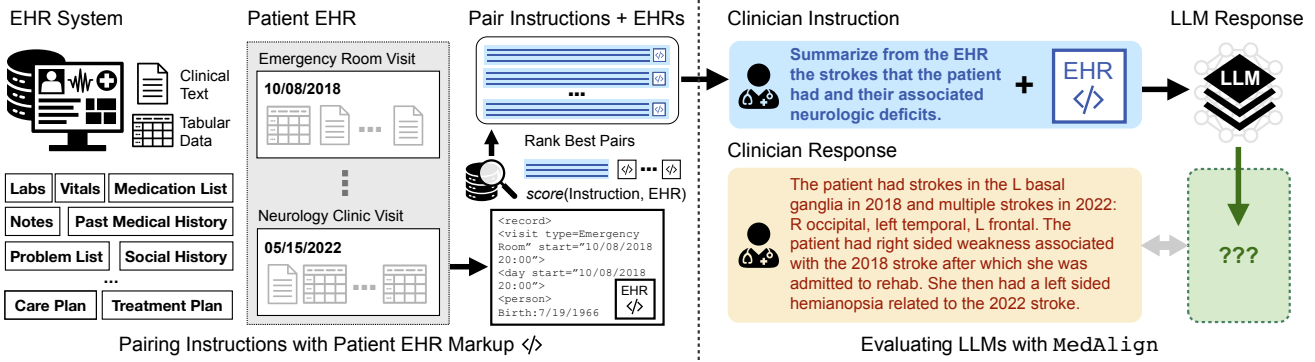 EHR System
Clinical
Text
Tabular
Data
Labs
Vitals
Medication List
Notes
Past Medical History
Problem List
Social History
...
Care Plan
Treatment Plan
Patient EHR
Emergency Room Visit
10/08/2018
...
Neurology Clinic Visit
05/15/2022
...
Pair Instructions + EHRs
</>
</>
...
</>
Rank Best Pairs
</> ... </>
score(Instruction, EHR)
<record>
<visit type=Emergency
Room” start=”10/08/2018
20:00”>
<day start=”10/08/2018
20:00”>
<person>
Birth:7/19/1966
EHR
</>
Pairing Instructions with Patient EHR Markup </>
Clinician Instruction
Summarize from the EHR
the strokes that the patient
had and their associated
neurologic deficits.
+
EHR
</>
LLM Response
LLM
???
Clinician Response
The patient had strokes in the L basal
ganglia in 2018 and multiple strokes in 2022:
R occipital, left temporal, L frontal. The
patient had right sided weakness associated
with the 2018 stroke after which she was
admitted to rehab. She then had a left sided
hemianopsia related to the 2022 stroke.
Evaluating LLMs with MedAlign